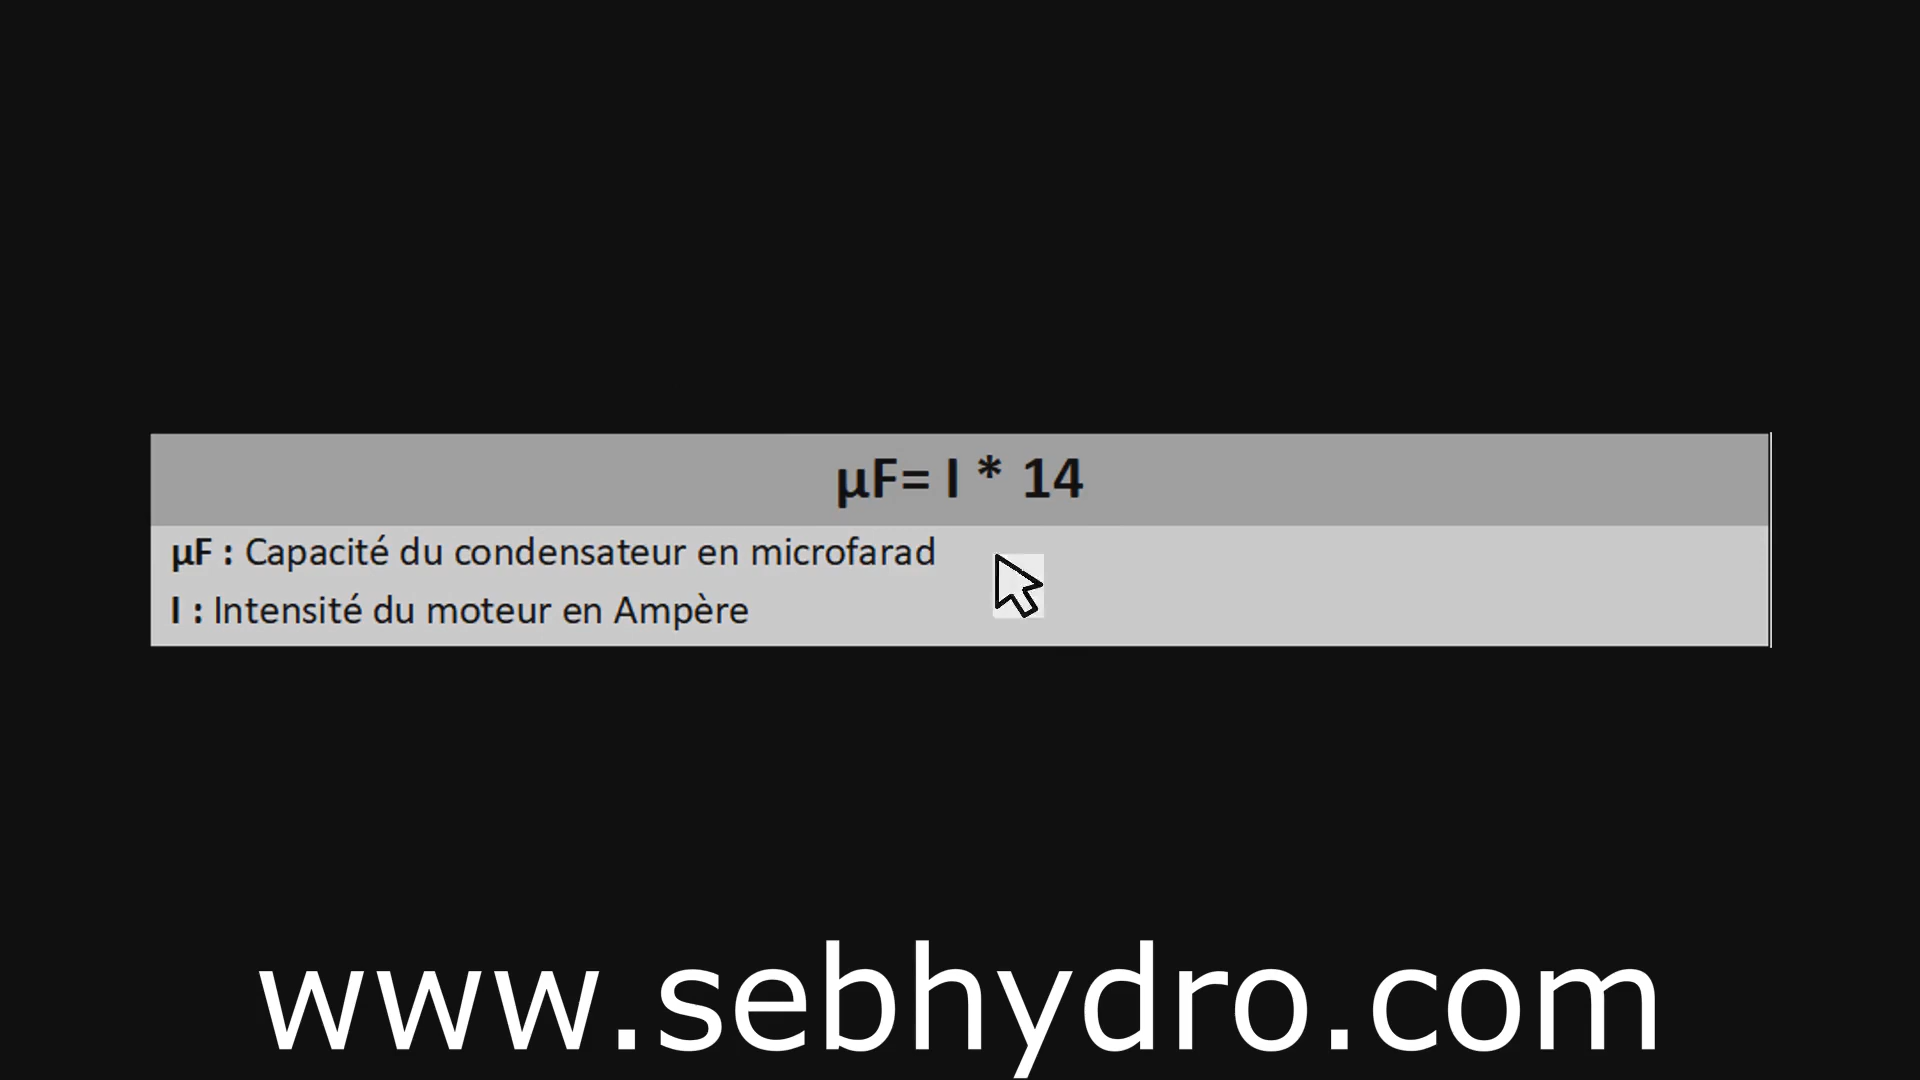 µF= I * 14
µF : Capacité du condensateur en microfarad
I : Intensité du moteur en Ampère
www.sebhydro.com